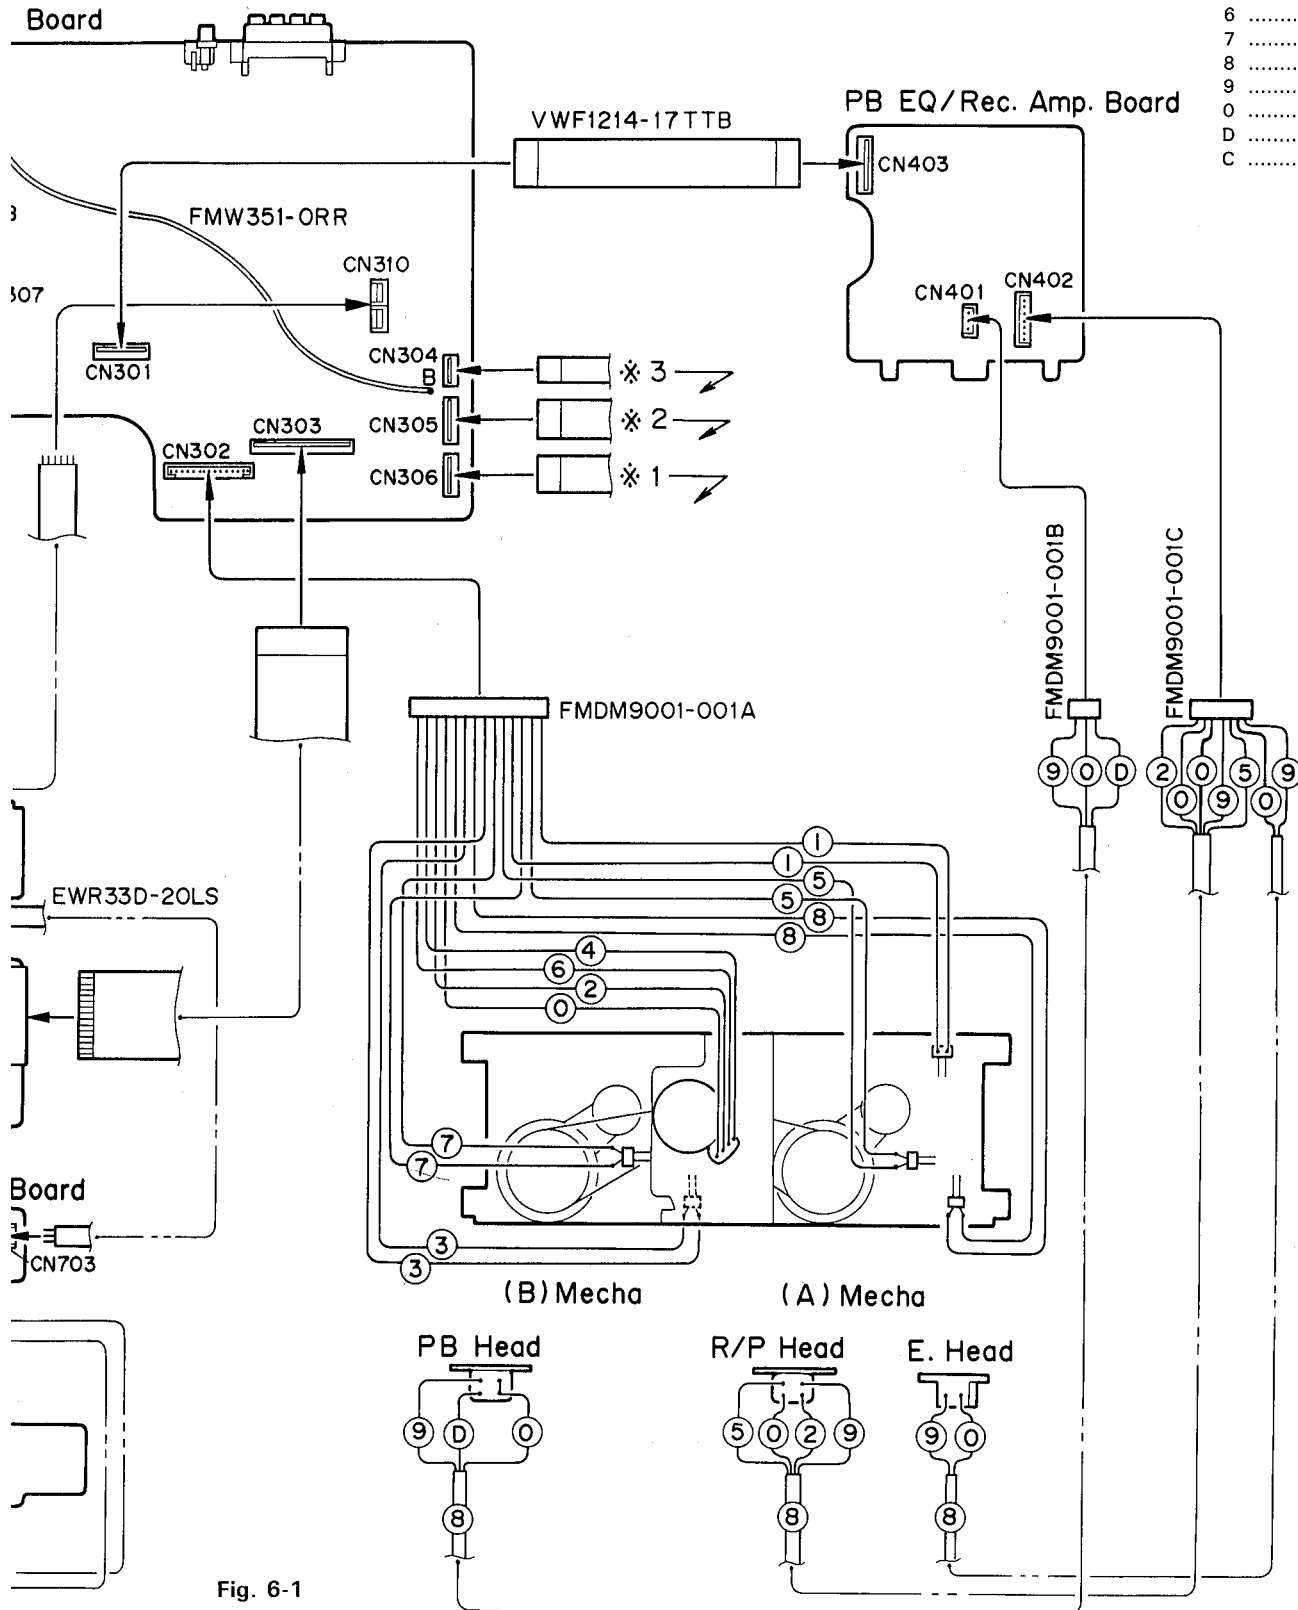 Board
6 ..........
7 ..........
8 ..........
9 ..........
0 ..........
D ..........
C ..........
PB EQ/Rec. Amp. Board
VWF1214-17TTB
CN403
FMW351-0RR
CN310
307
CN401
CN402
CN301
CN304
B
※ 3
CN305
※ 2
CN303
CN302
CN306
※ 1
FMDM9001-001B
FMDM9001-001C
FMDM9001-001A
9 0 D
2 0 0 9 5 0 9
1
1
5
5
8
8
EWR33D-20LS
4
6
2
0
7
7
Board
CN703
3
3
(B) Mecha
(A) Mecha
PB Head
R/P Head
E. Head
9 D 0
5 0 2 9
9 0
8
8
8
Fig. 6-1